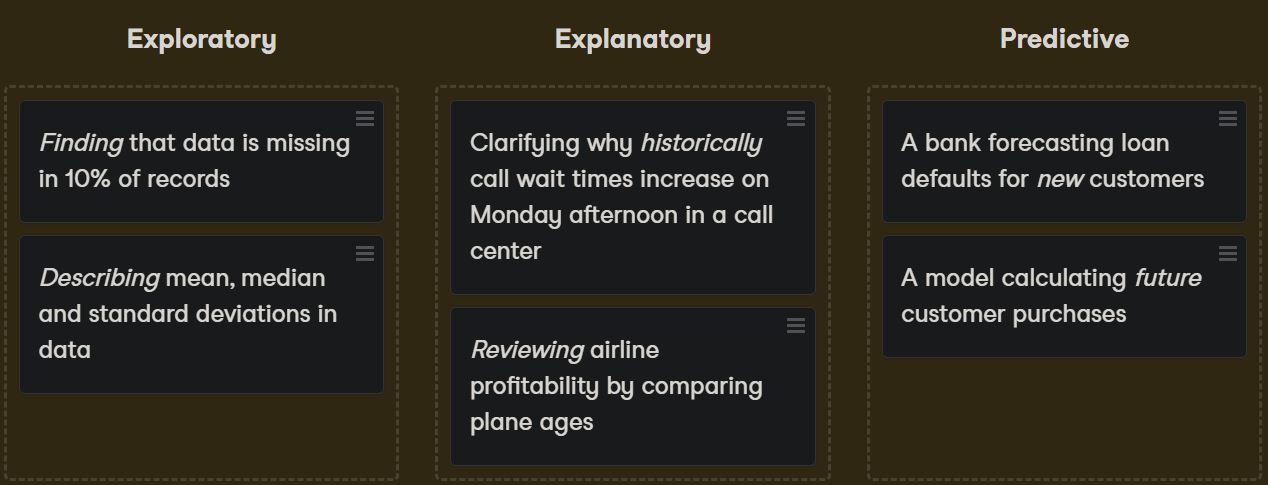 Exploratory
Finding that data is missing
in 10% of records
Describing mean, median
and standard deviations in
data
Explanatory
Clarifying why historically
call wait times increase on
Monday afternoon in a call
center
Reviewing airline
profitability by comparing
plane ages
Predictive
A bank forecasting loan
defaults for new customers
A model calculating future
customer purchases